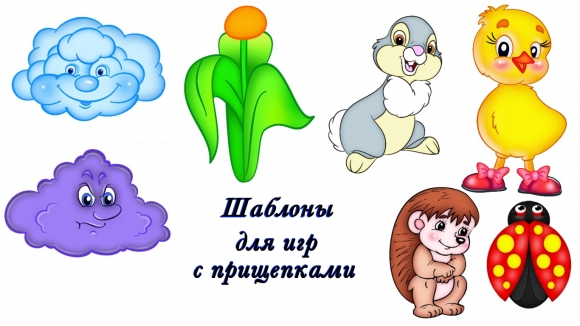 Шаблоны
для игр
с прищепками